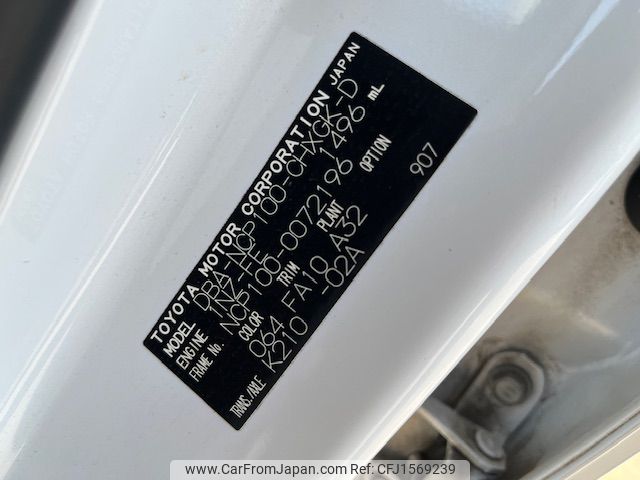 TOYOTA MOTOR CORPORATION JAPAN
MODEL DBA-NCP100-CHXGK-D
ENGINE 1NZ-FE 1496 mL
FRAME No. NCP100-0072196
COLOR TRIM PLANT OPTION
084 FA10 A32 907
TRANS./AXLE K210 -02A
www.CarFromJapan.com - CFJ1569239